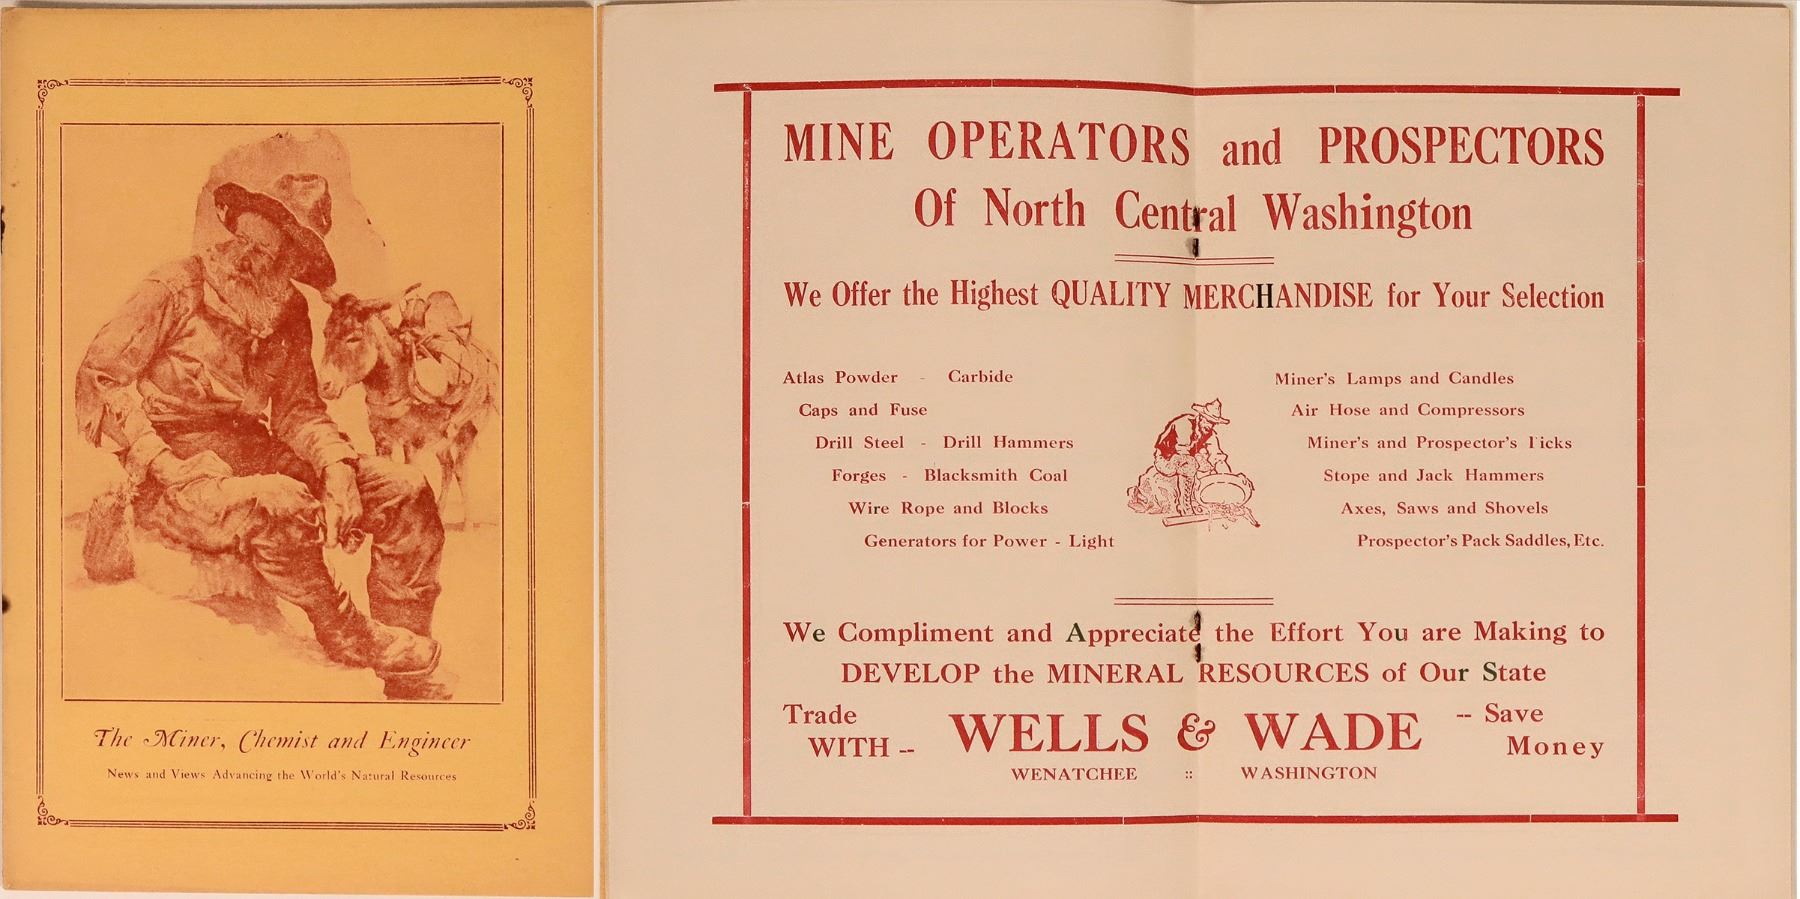 The Miner, Chemist and Engineer
News and Views Advancing the World's Natural Resources
MINE OPERATORS and PROSPECTORS
Of North Central Washington
We Offer the Highest QUALITY MERCHANDISE for Your Selection
Atlas Powder - Carbide
Caps and Fuse
Drill Steel - Drill Hammers
Forges - Blacksmith Coal
Wire Rope and Blocks
Generators for Power - Light
Miner's Lamps and Candles
Air Hose and Compressors
Miner's and Prospector's Picks
Stope and Jack Hammers
Axes, Saws and Shovels
Prospector's Pack Saddles, Etc.
We Compliment and Appreciate the Effort You are Making to
DEVELOP the MINERAL RESOURCES of Our State
Trade
WITH --
WELLS & WADE
-- Save
Money
WENATCHEE :: WASHINGTON